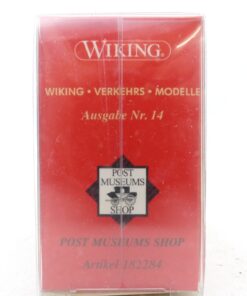 WIKING®
WIKING • VERKEHRS • MODELLE
Ausgabe Nr. 14
POST
MUSEUMS
SHOP
POST MUSEUMS SHOP
Artikel 182284